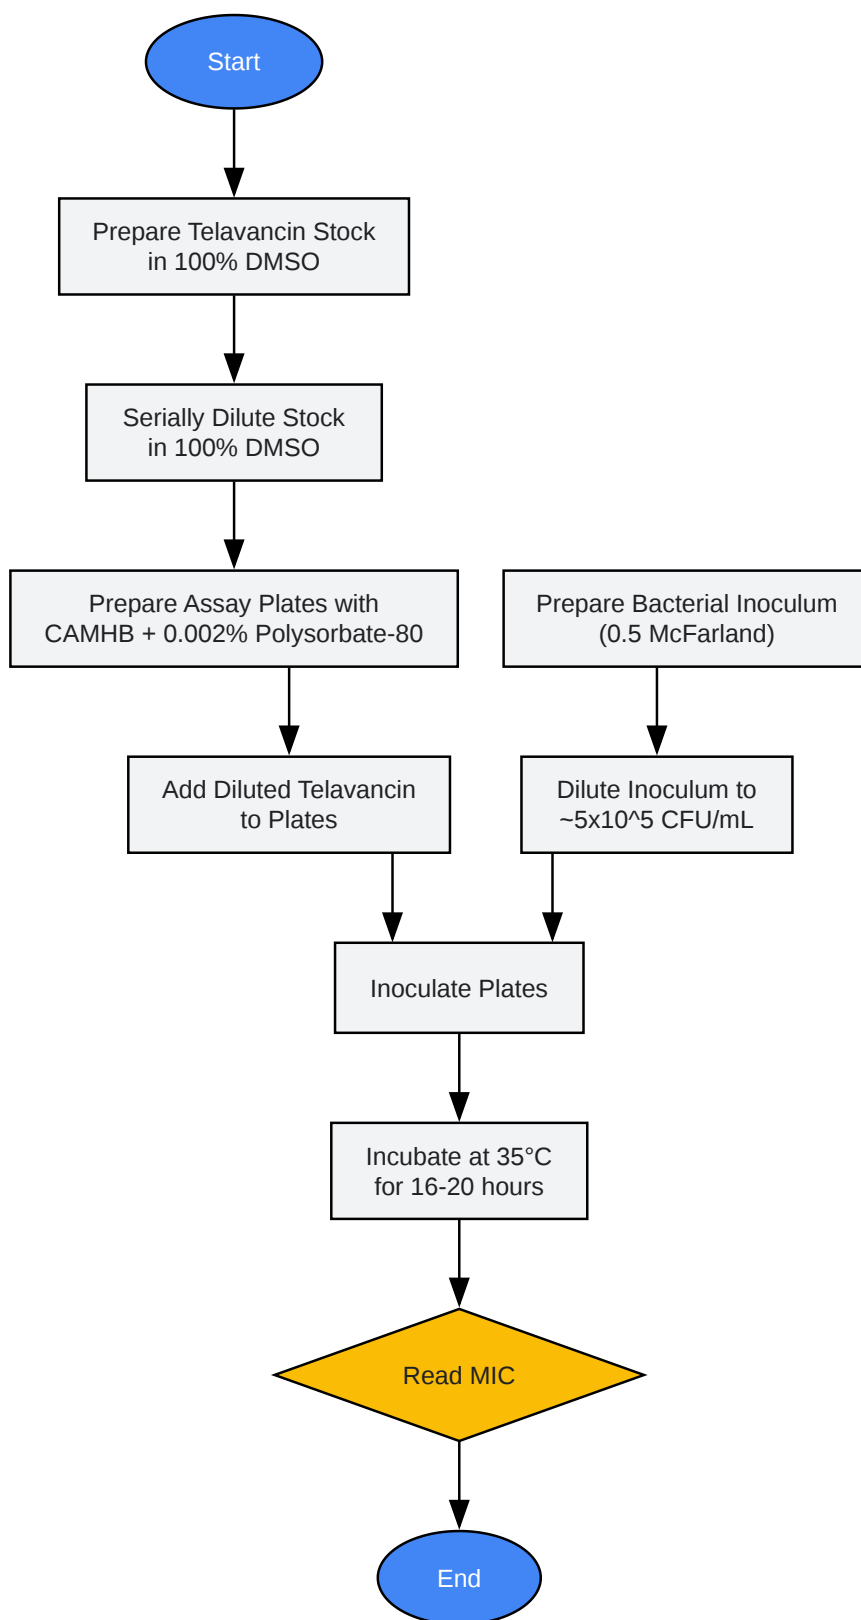 Start
Prepare Telavancin Stock
in 100% DMSO
Serially Dilute Stock
in 100% DMSO
Prepare Assay Plates with
CAMHB + 0.002% Polysorbate-80
Prepare Bacterial Inoculum
(0.5 McFarland)
Add Diluted Telavancin
to Plates
Dilute Inoculum to
~5x10^5 CFU/mL
Inoculate Plates
Incubate at 35°C
for 16-20 hours
Read MIC
End